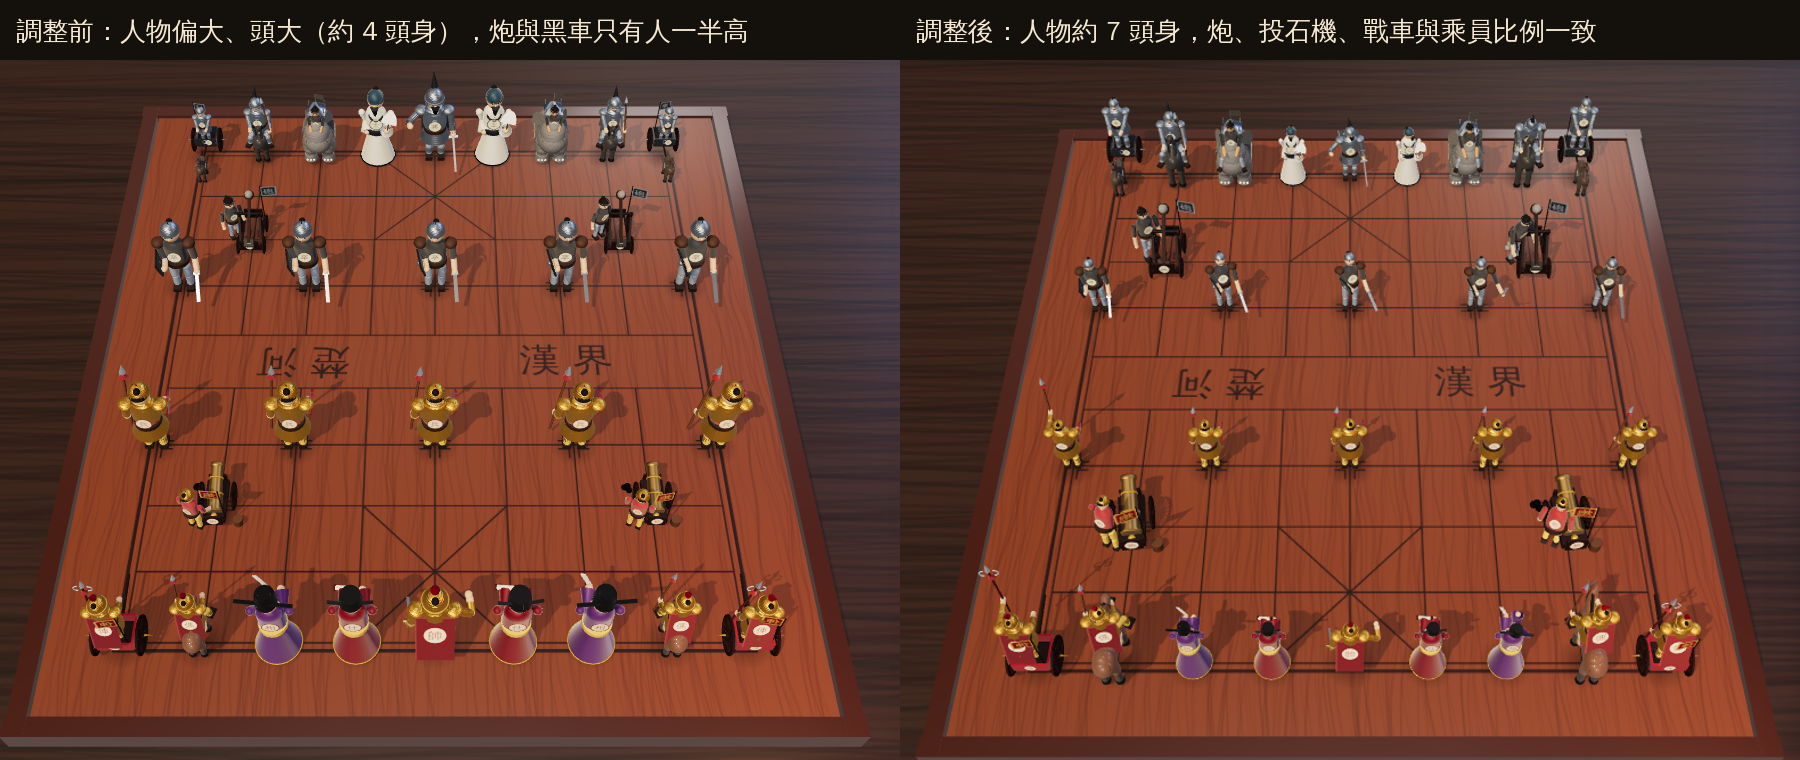 調整前：人物偏大、頭大（約 4 頭身），炮與黑車只有人一半高
調整後：人物約 7 頭身，炮、投石機、戰車與乘員比例一致
楚河
漢界
楚河
漢界